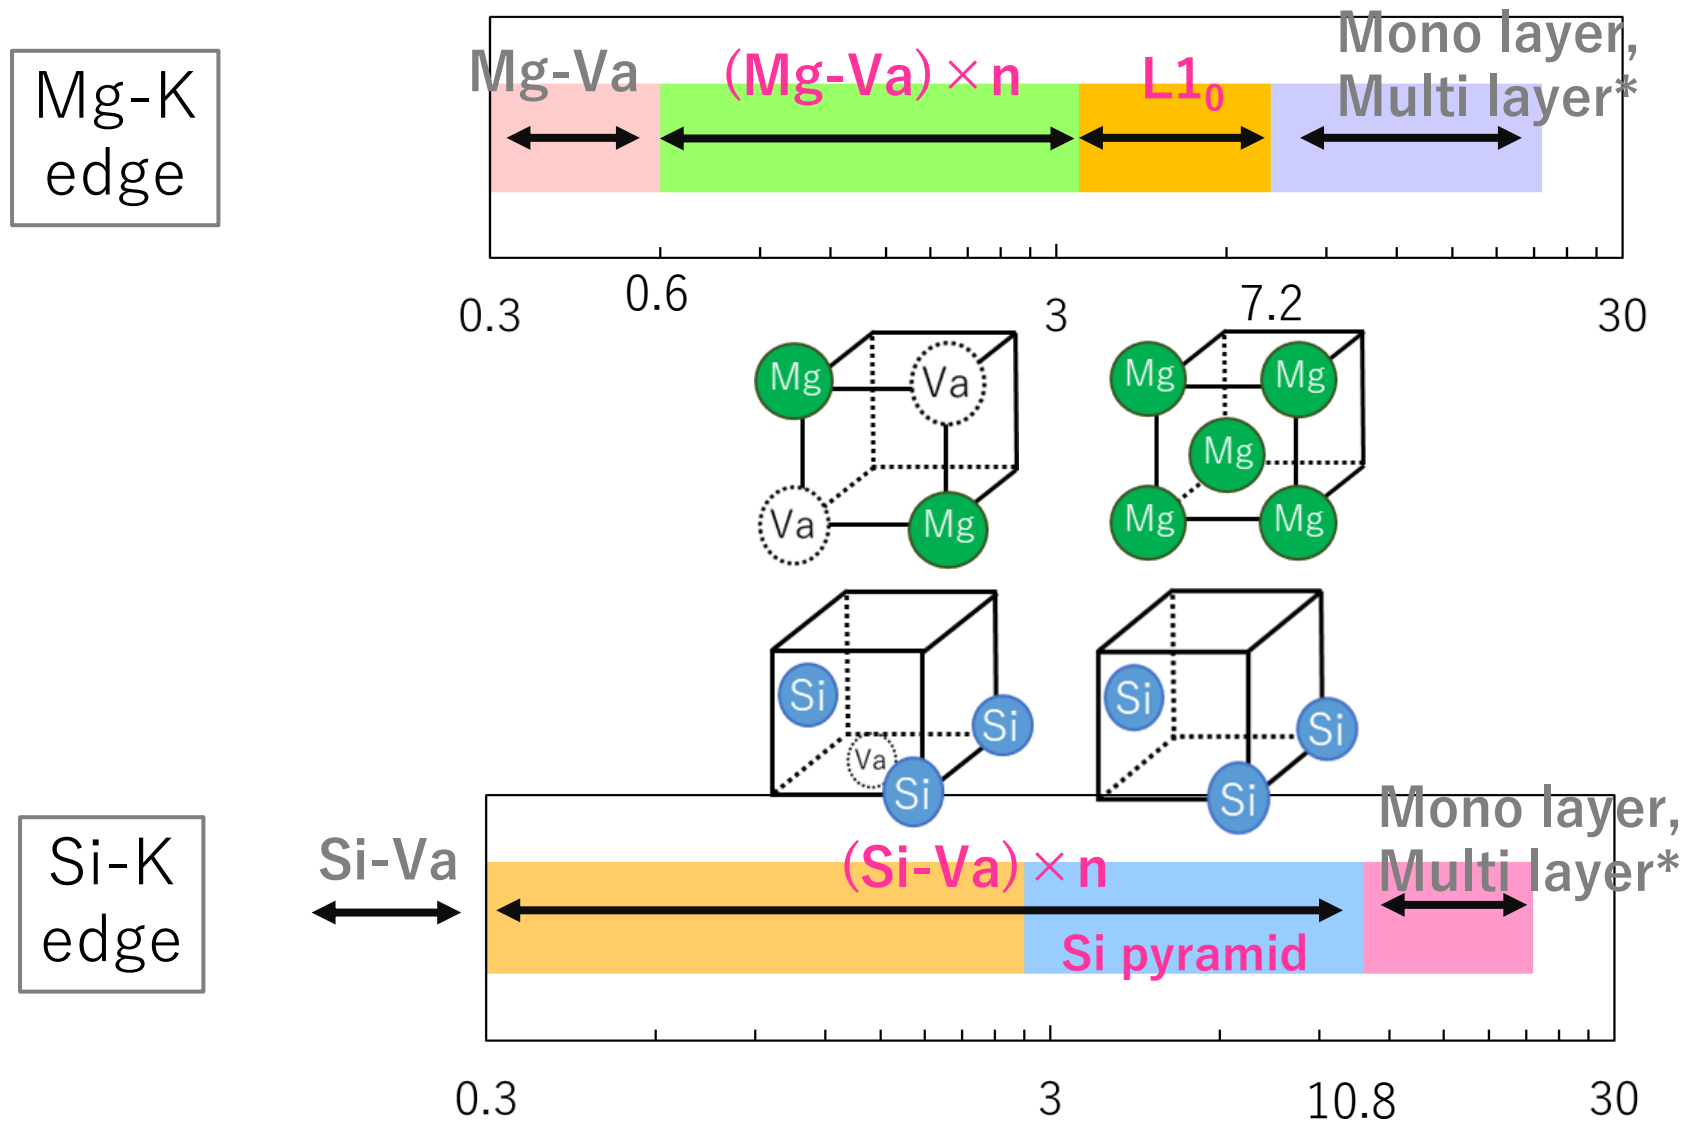 Mg-K
edge
Mg-Va
(Mg-Va)×n
L1₀
Mono layer,
Multi layer*
0.3
0.6
3
7.2
30
Mg
Va
Va
Mg
Mg
Mg
Mg
Mg
Mg
Si
Si
Va
Si
Si
Si
Si
Si-K
edge
Si-Va
(Si-Va)×n
Si pyramid
Mono layer,
Multi layer*
0.3
3
10.8
30